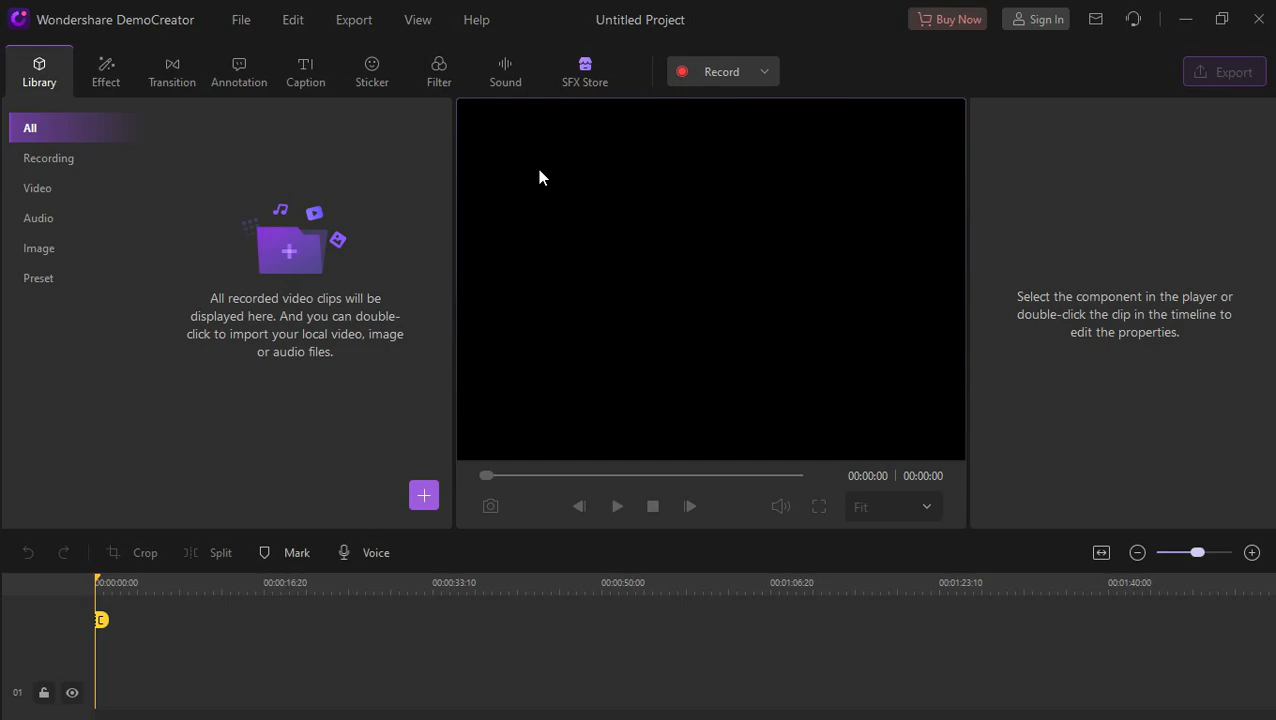 Wondershare DemoCreator File Edit Export View Help Untitled Project Buy Now Sign In
Library Effect Transition Annotation Caption Sticker Filter Sound SFX Store Record Export
All
Recording
Video
Audio
Image
Preset
All recorded video clips will be
displayed here. And you can double-
click to import your local video, image
or audio files.
Select the component in the player or
double-click the clip in the timeline to
edit the properties.
00:00:00 | 00:00:00
Fit
Crop Split Mark Voice
00:00:00:00 00:00:16:20 00:00:33:10 00:00:50:00 00:01:06:20 00:01:23:10 00:01:40:00
01